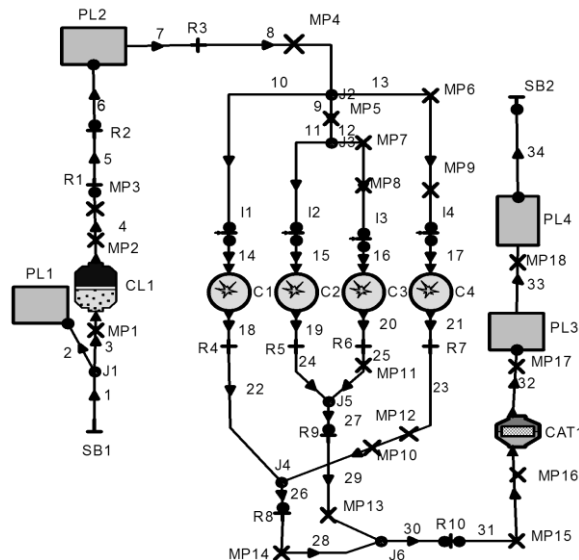 PL2
7
R3
8
MP4
6
10
J2
13
MP6
SB2
9
MP5
R2
11
12
J3
MP7
5
34
R1
MP3
MP8
MP9
4
I1
I2
I3
I4
PL4
MP2
14
15
16
17
MP18
PL1
CL1
C1
C2
C3
C4
33
MP1
18
19
20
21
PL3
2
3
R4
R5
R6
R7
24
25
MP11
MP17
J1
22
23
32
1
J5
R9
27
MP12
CAT1
SB1
MP10
J4
26
29
MP16
R8
MP13
30
R10
31
MP14
28
J6
MP15